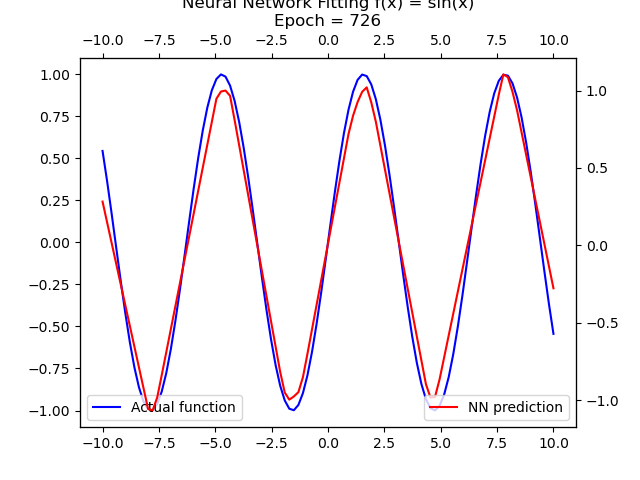 Neural Network Fitting f(x) = sin(x)
Epoch = 726
−10.0 −7.5 −5.0 −2.5 0.0 2.5 5.0 7.5 10.0
1.00
0.75
0.50
0.25
0.00
−0.25
−0.50
−0.75
−1.00
1.0
0.5
0.0
−0.5
−1.0
Actual function
NN prediction
−10.0 −7.5 −5.0 −2.5 0.0 2.5 5.0 7.5 10.0